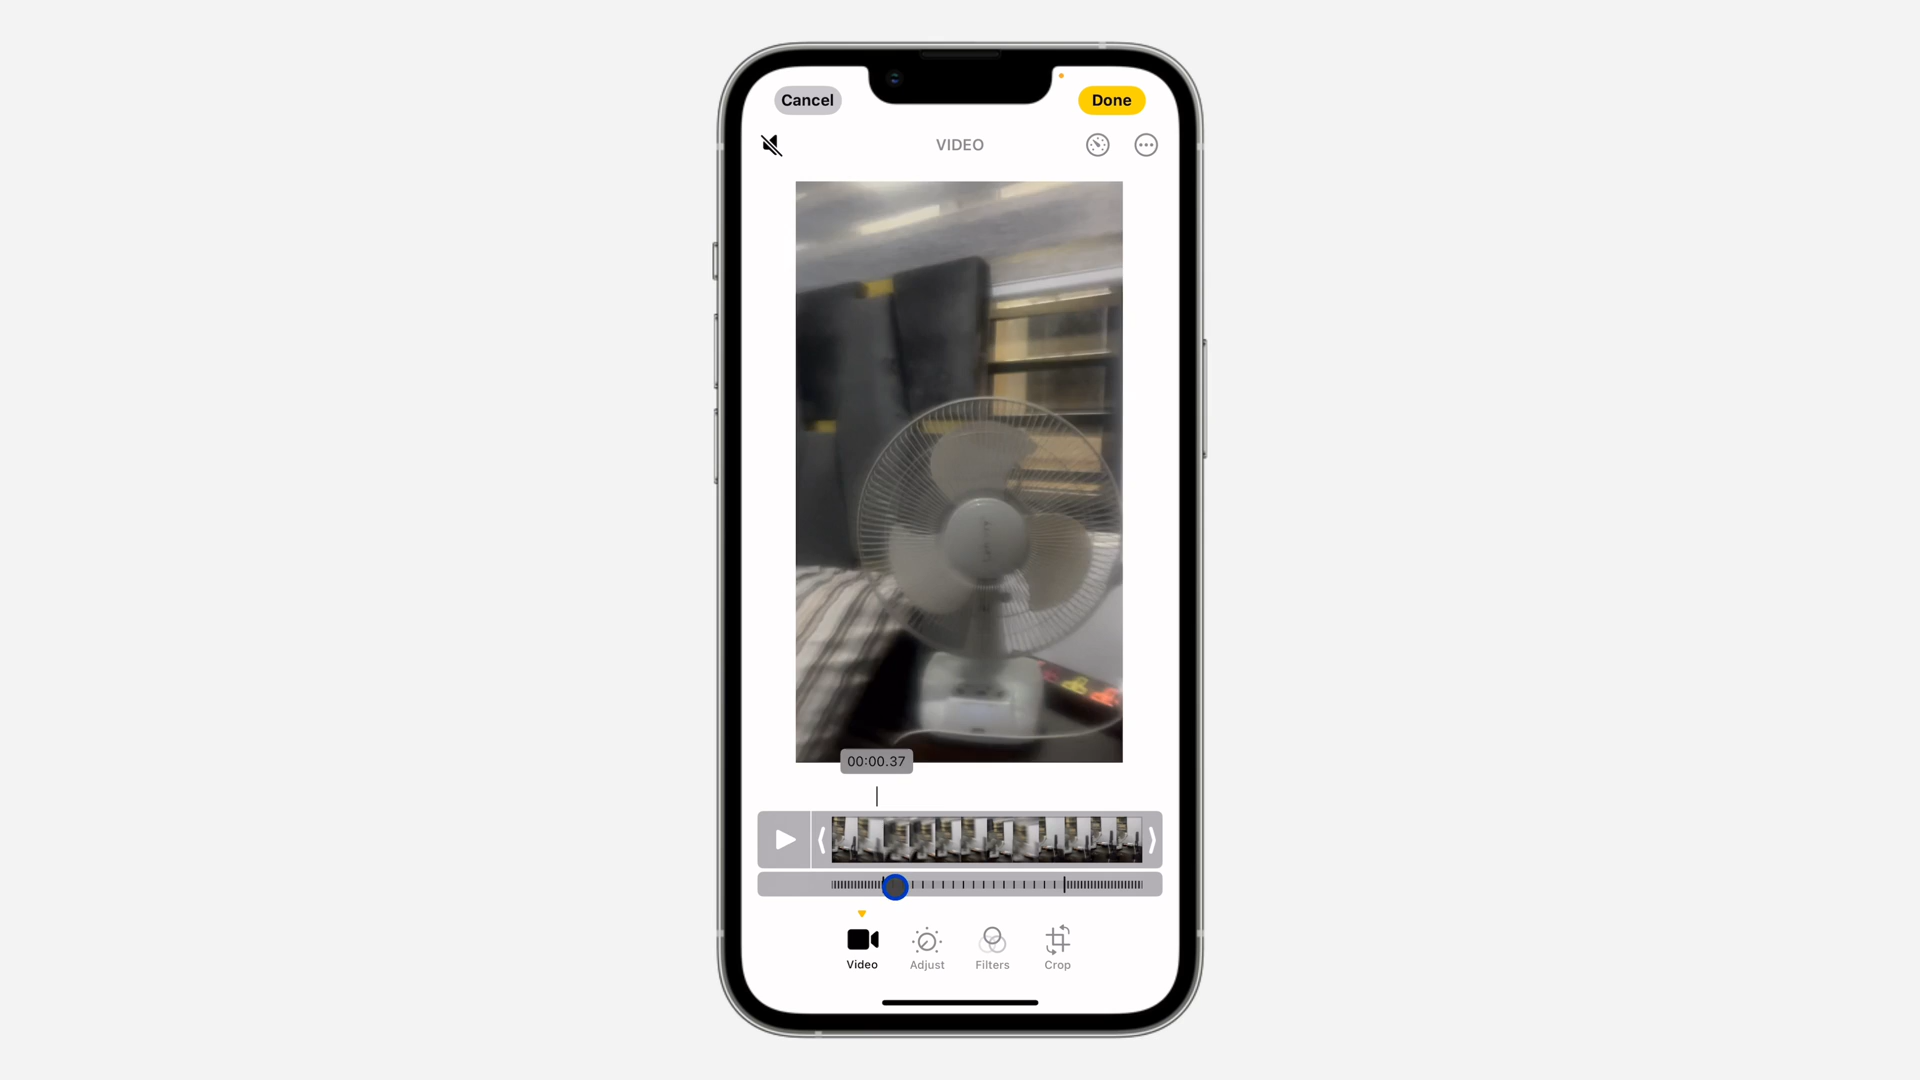 Cancel
Done
VIDEO
00:00.37
Video
Adjust
Filters
Crop